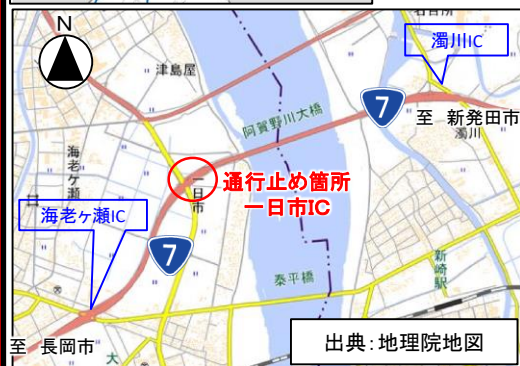 N
津島屋
濁川IC
7
至 新発田市
濁川
阿賀野川大橋
海老ヶ瀬
一日市
通行止め箇所
一日市IC
海老ヶ瀬IC
7
泰平橋
新崎駅
至 長岡市
大
出典:地理院地図